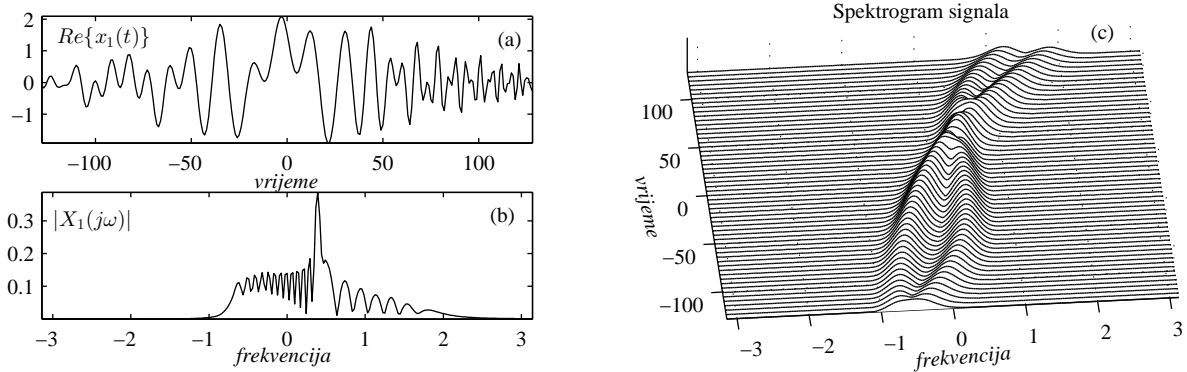 Re{x₁(t)}
(a)
2
1
0
−1
−100 −50 0 50 100
vrijeme
|X₁(jω)|
(b)
0.3
0.2
0.1
−3 −2 −1 0 1 2 3
frekvencija
Spektrogram signala
(c)
100
50
0
−50
−100
vrijeme
−3 −2 −1 0 1 2 3
frekvencija